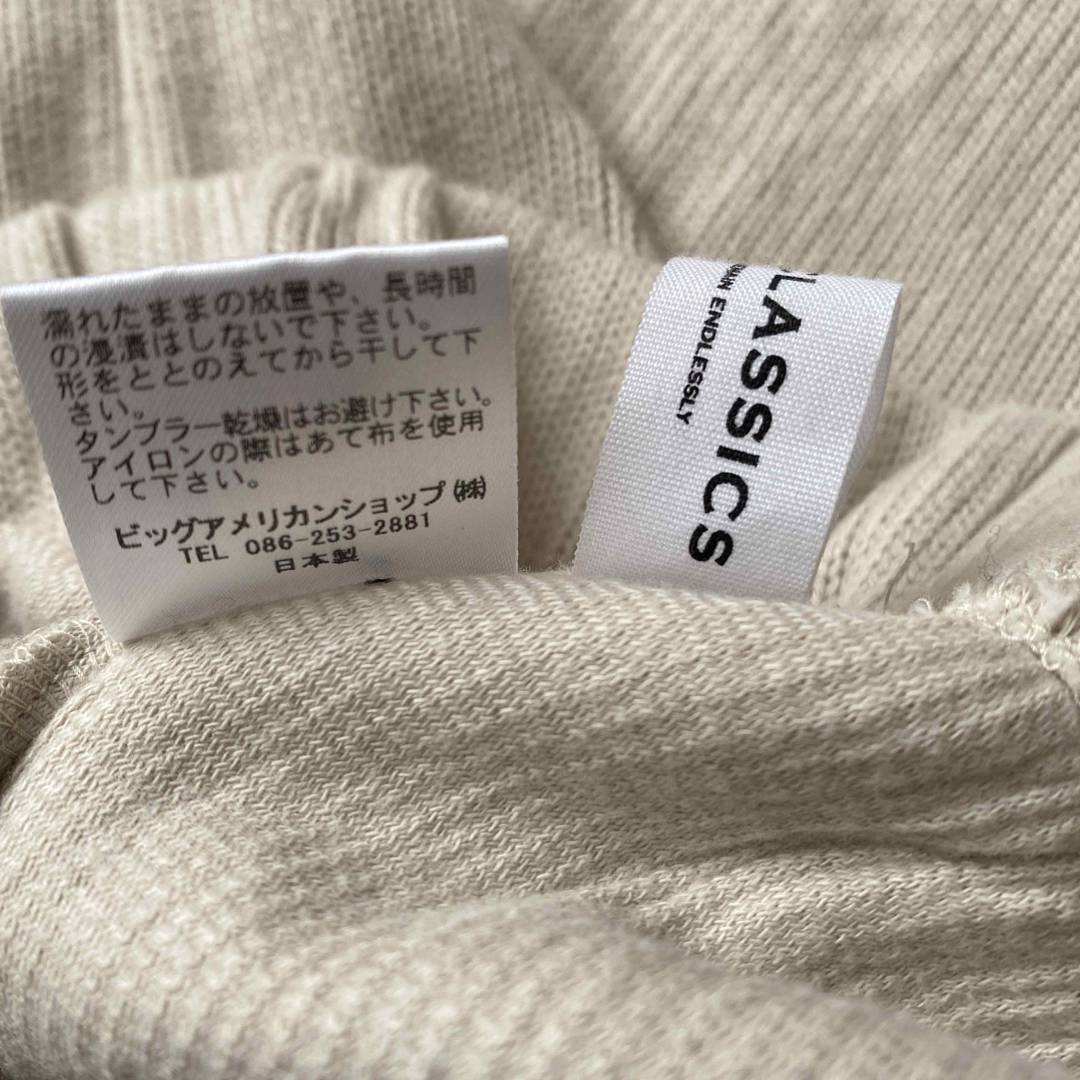 濡れたままの放置や、長時間
の浸漬はしないで下さい。
形をととのえてから干して下
さい。
タンブラー乾燥はお避け下さい。
アイロンの際はあて布を使用
して下さい。
ビッグアメリカンショップ(株)
TEL 086-253-2881
日本製
LASSICS
ENDLESSLY